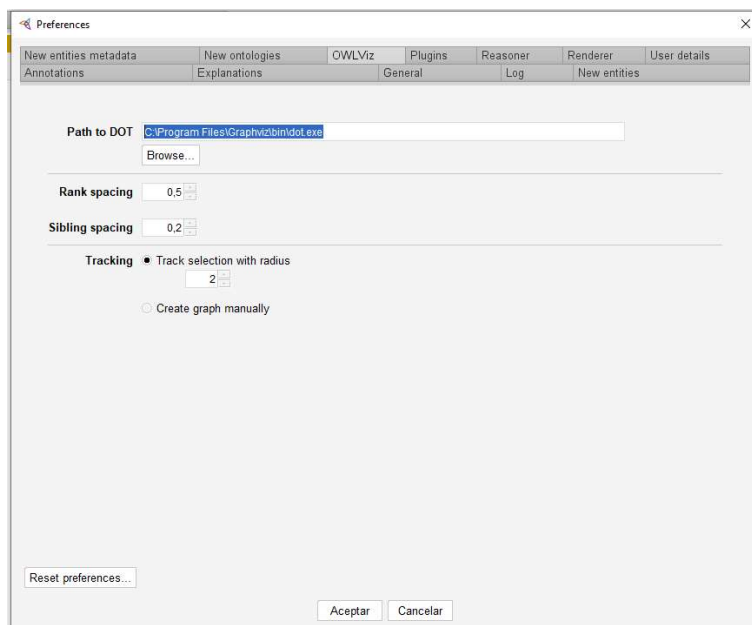 Preferences
New entities metadata New ontologies OWLViz Plugins Reasoner Renderer User details
Annotations Explanations General Log New entities
Path to DOT C:\Program Files\Graphviz\bin\dot.exe
Browse...
Rank spacing 0,5
Sibling spacing 0,2
Tracking Track selection with radius
2
Create graph manually
Reset preferences...
Aceptar Cancelar